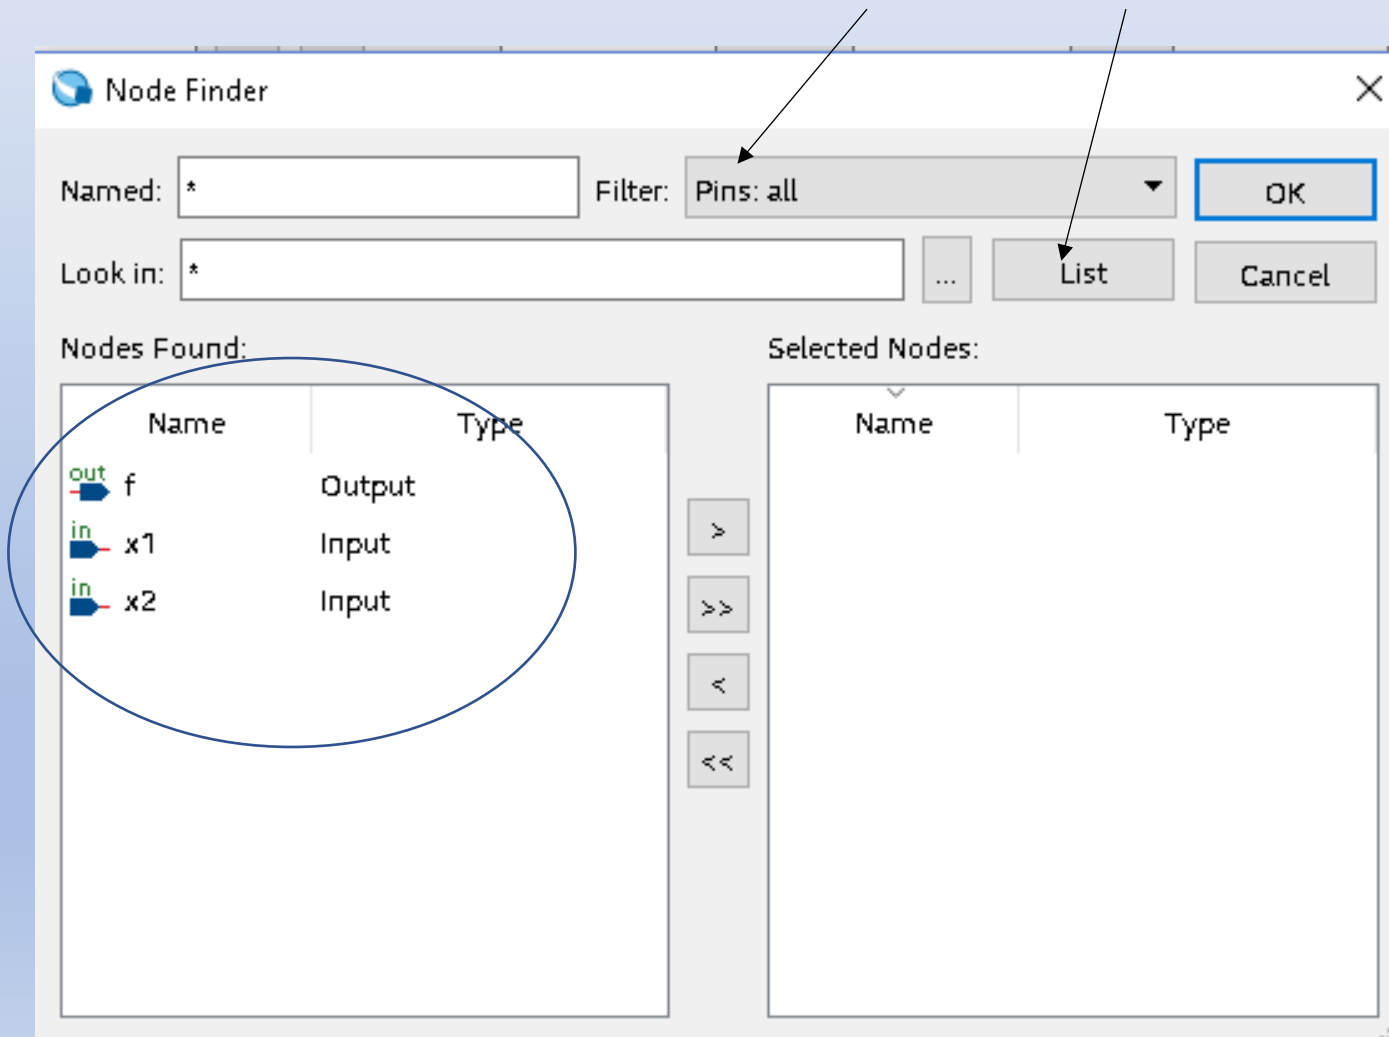 Node Finder
Named: * Filter: Pins: all OK
Look in: * ... List Cancel
Nodes Found: Selected Nodes:
Name Type Name Type
out f Output
in x1 Input
in x2 Input
>
>>
<
<<